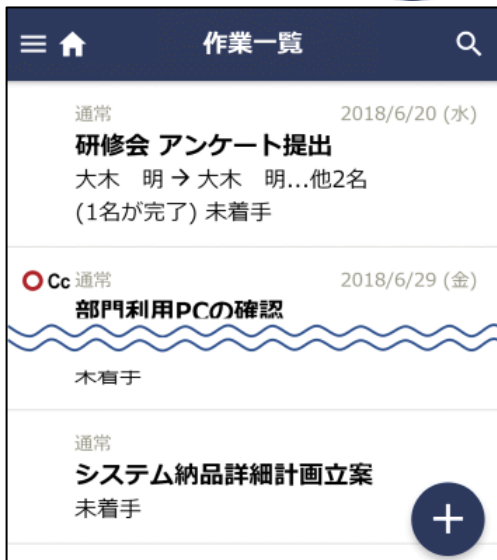 作業一覧
通常 2018/6/20 (水)
研修会 アンケート提出
大木 明 → 大木 明...他2名
(1名が完了) 未着手
Cc 通常 2018/6/29 (金)
部門利用PCの確認
未着手
通常
システム納品詳細計画立案
未着手